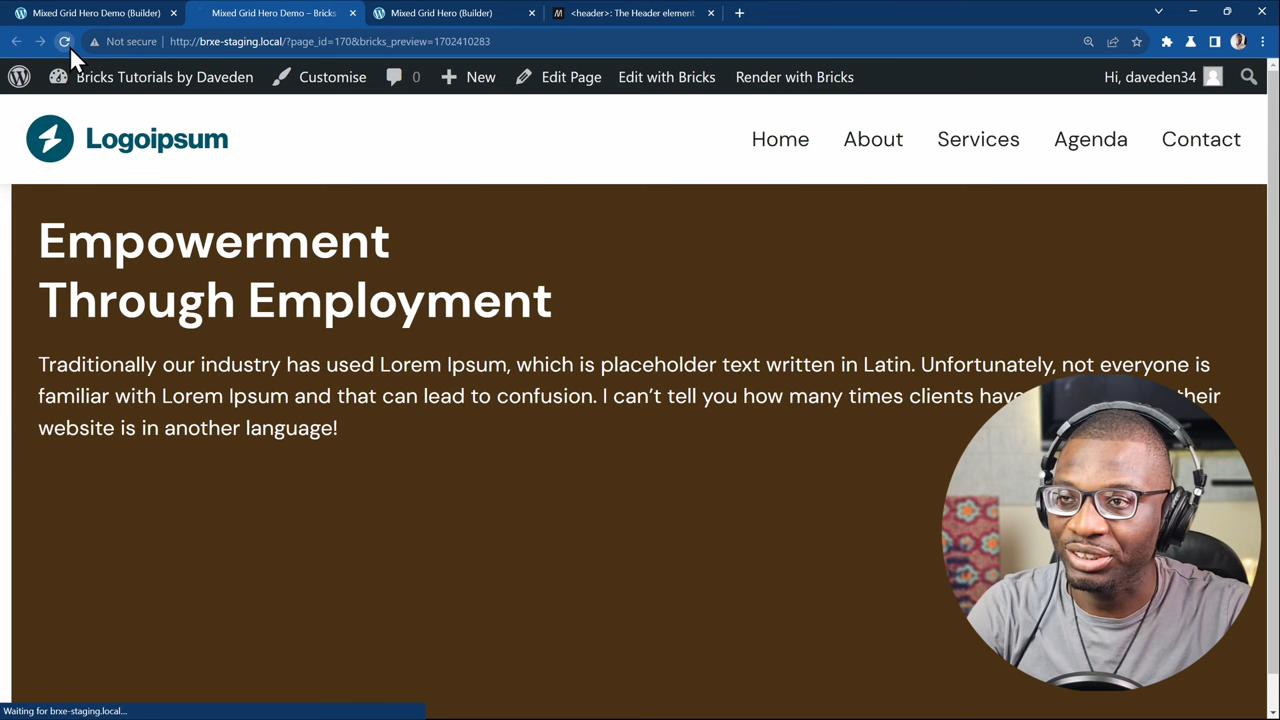 Mixed Grid Hero Demo (Builder)
Mixed Grid Hero Demo – Bricks
Mixed Grid Hero (Builder)
<header>: The Header element
Not secure
http://brxe-staging.local/?page_id=170&bricks_preview=1702410283
Bricks Tutorials by Daveden
Customise
0
New
Edit Page
Edit with Bricks
Render with Bricks
Hi, daveden34
Logoipsum
Home
About
Services
Agenda
Contact
Empowerment
Through Employment
Traditionally our industry has used Lorem Ipsum, which is placeholder text written in Latin. Unfortunately, not everyone is
familiar with Lorem Ipsum and that can lead to confusion. I can’t tell you how many times clients have their
website is in another language!
Waiting for brxe-staging.local...